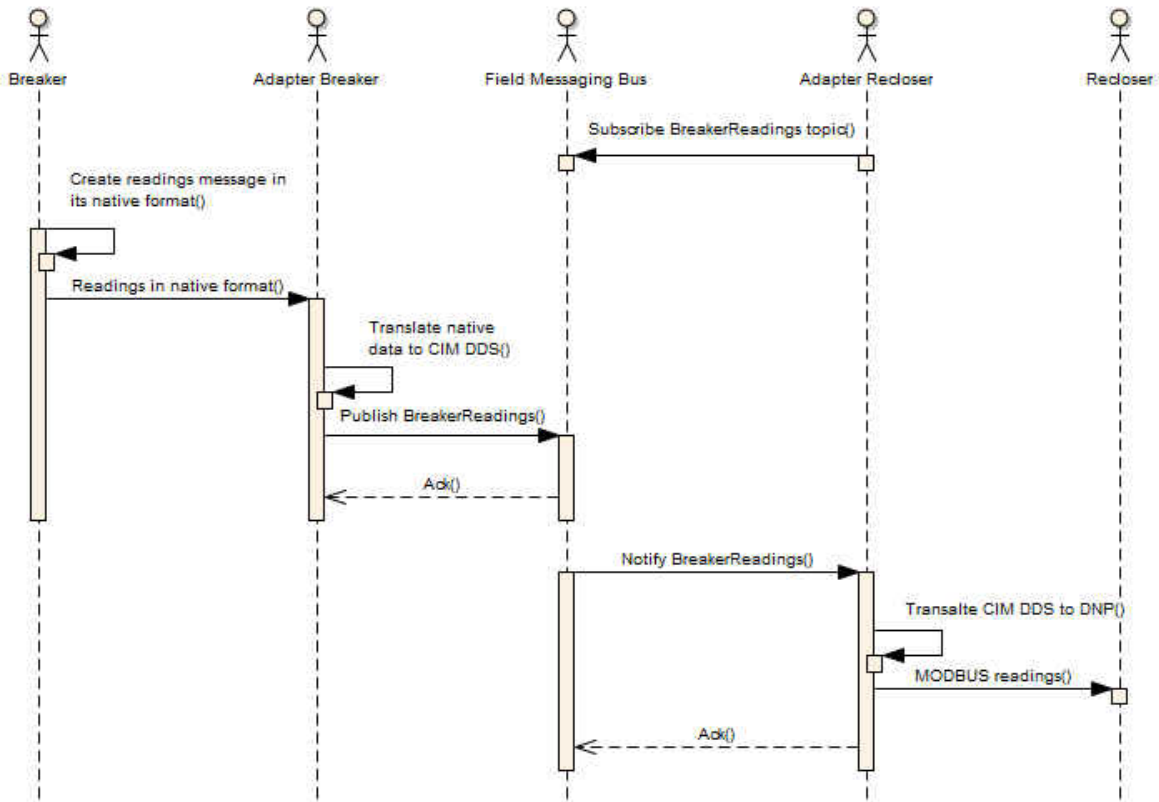 Breaker
Adapter Breaker
Field Messaging Bus
Adapter Recloser
Recloser
Subscribe BreakerReadings topic()
Create readings message in
its native format()
Readings in native format()
Translate native
data to CIM DDS()
Publish BreakerReadings()
Ack()
Notify BreakerReadings()
Transalte CIM DDS to DNP()
MODBUS readings()
Ack()